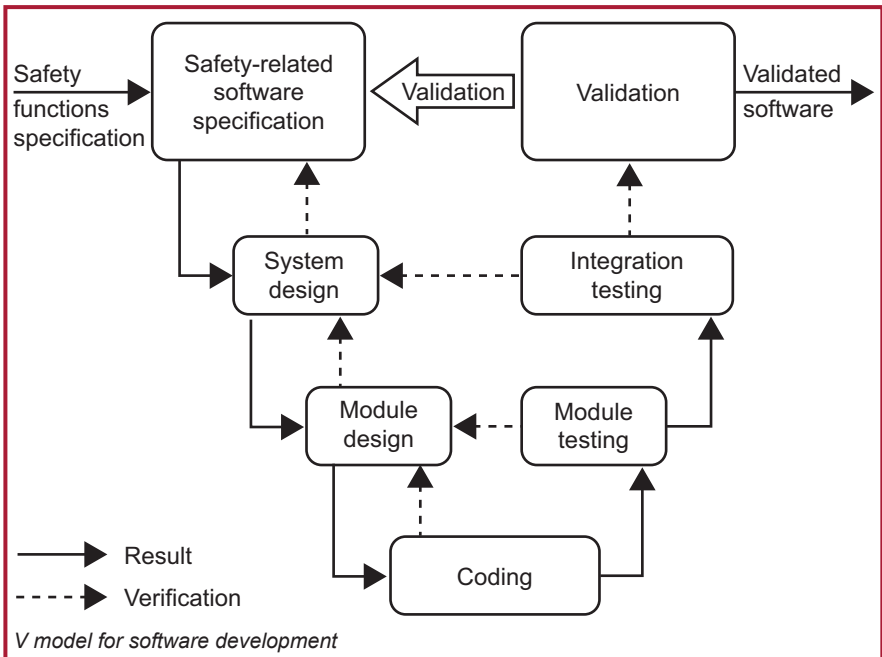 Safety
functions
specification
Safety-related
software
specification
Validation
Validation
Validated
software
System
design
Integration
testing
Module
design
Module
testing
Coding
Result
Verification
V model for software development